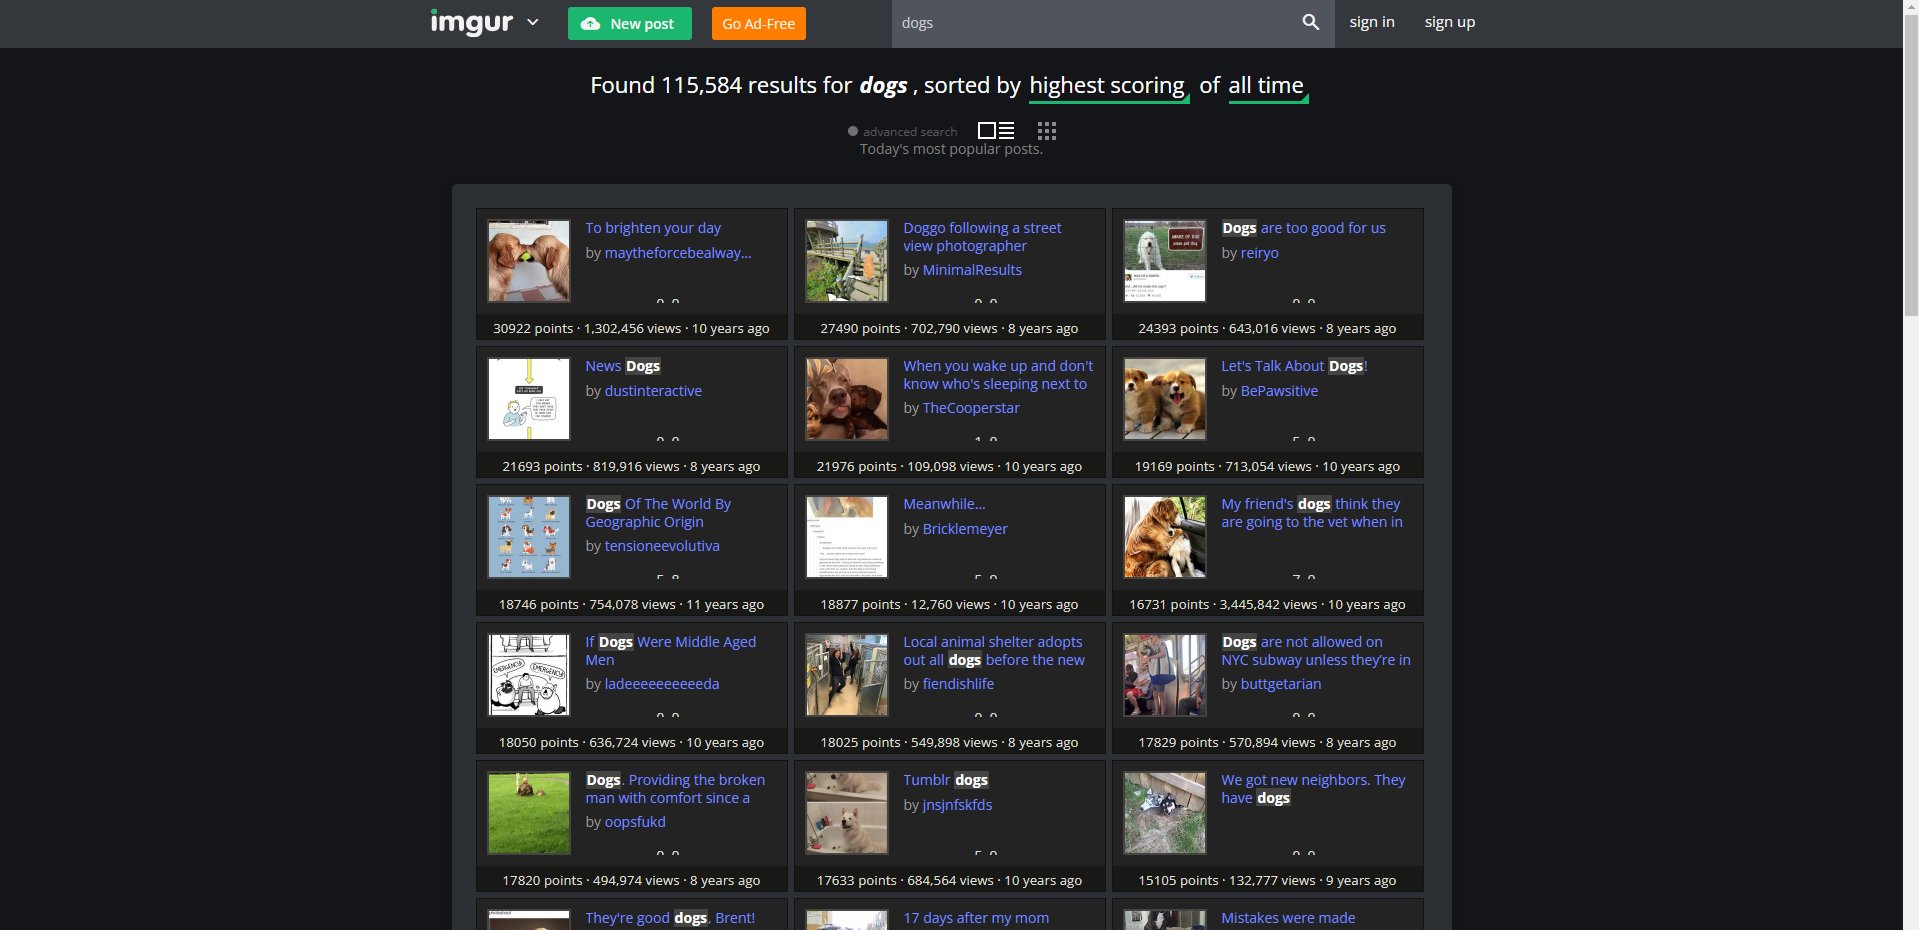 imgur
New post
Go Ad-Free
dogs
sign in
sign up
Found 115,584 results for dogs , sorted by highest scoring of all time
advanced search
Today's most popular posts.
To brighten your day
by maytheforcebealway...
30922 points · 1,302,456 views · 10 years ago
Doggo following a street
view photographer
by MinimalResults
27490 points · 702,790 views · 8 years ago
Dogs are too good for us
by reiryo
24393 points · 643,016 views · 8 years ago
News Dogs
by dustinteractive
21693 points · 819,916 views · 8 years ago
When you wake up and don't
know who's sleeping next to
by TheCooperstar
21976 points · 109,098 views · 10 years ago
Let's Talk About Dogs!
by BePawsitive
19169 points · 713,054 views · 10 years ago
Dogs Of The World By
Geographic Origin
by tensioneevolutiva
18746 points · 754,078 views · 11 years ago
Meanwhile...
by Bricklemeyer
18877 points · 12,760 views · 10 years ago
My friend's dogs think they
are going to the vet when in
16731 points · 3,445,842 views · 10 years ago
EMERGENCY!
EMERGENCY!
If Dogs Were Middle Aged
Men
by ladeeeeeeeeeeda
18050 points · 636,724 views · 10 years ago
Local animal shelter adopts
out all dogs before the new
by fiendishlife
18025 points · 549,898 views · 8 years ago
Dogs are not allowed on
NYC subway unless they're in
by buttgetarian
17829 points · 570,894 views · 8 years ago
Dogs. Providing the broken
man with comfort since a
by oopsfukd
17820 points · 494,974 views · 8 years ago
Tumblr dogs
by jnsjnfskfds
17633 points · 684,564 views · 10 years ago
We got new neighbors. They
have dogs
15105 points · 132,777 views · 9 years ago
They're good dogs, Brent!
17 days after my mom
Mistakes were made